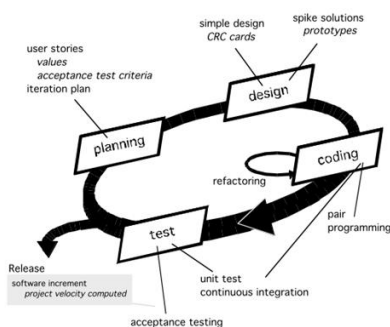 simple design
CRC cards
spike solutions
prototypes
user stories
values
acceptance test criteria
iteration plan
design
planning
coding
refactoring
test
pair
programming
Release
software increment
project velocity computed
unit test
continuous integration
acceptance testing